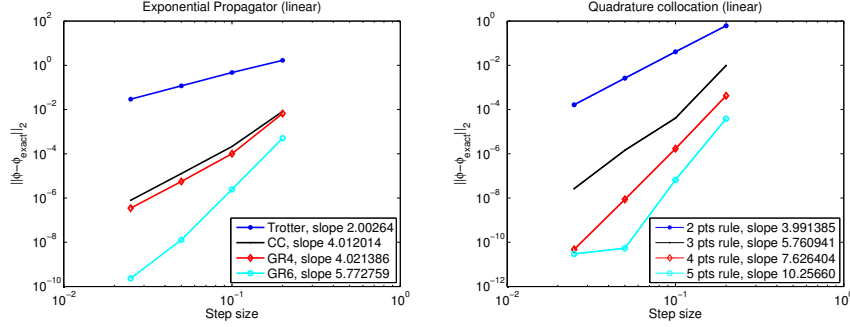 Exponential Propagator (linear)
10^2
10^0
10^-2
10^-4
10^-6
10^-8
10^-10
||ϕ−ϕ_exact||_2
10^-2
10^-1
10^0
Step size
Trotter, slope 2.00264
CC, slope 4.012014
GR4, slope 4.021386
GR6, slope 5.772759
Quadrature collocation (linear)
10^0
10^-2
10^-4
10^-6
10^-8
10^-10
10^-12
||ϕ−ϕ_exact||_2
10^-2
10^-1
10^0
Step size
2 pts rule, slope 3.991385
3 pts rule, slope 5.760941
4 pts rule, slope 7.626404
5 pts rule, slope 10.25660